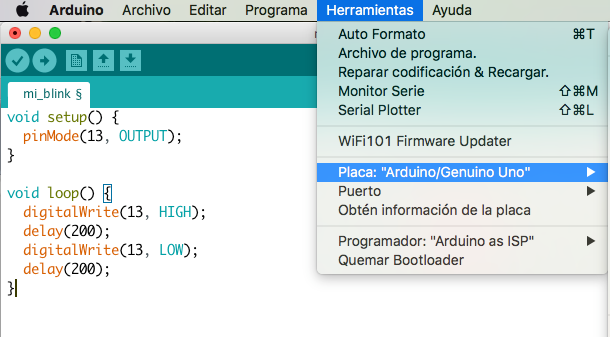 Arduino Archivo Editar Programa Herramientas Ayuda
Auto Formato ⌘T
Archivo de programa.
Reparar codificación & Recargar.
Monitor Serie ⇧⌘M
Serial Plotter ⇧⌘L
WiFi101 Firmware Updater
Placa: "Arduino/Genuino Uno"
Puerto
Obtén información de la placa
Programador: "Arduino as ISP"
Quemar Bootloader
mi_blink §
void setup() {
  pinMode(13, OUTPUT);
}
void loop() {
  digitalWrite(13, HIGH);
  delay(200);
  digitalWrite(13, LOW);
  delay(200);
}